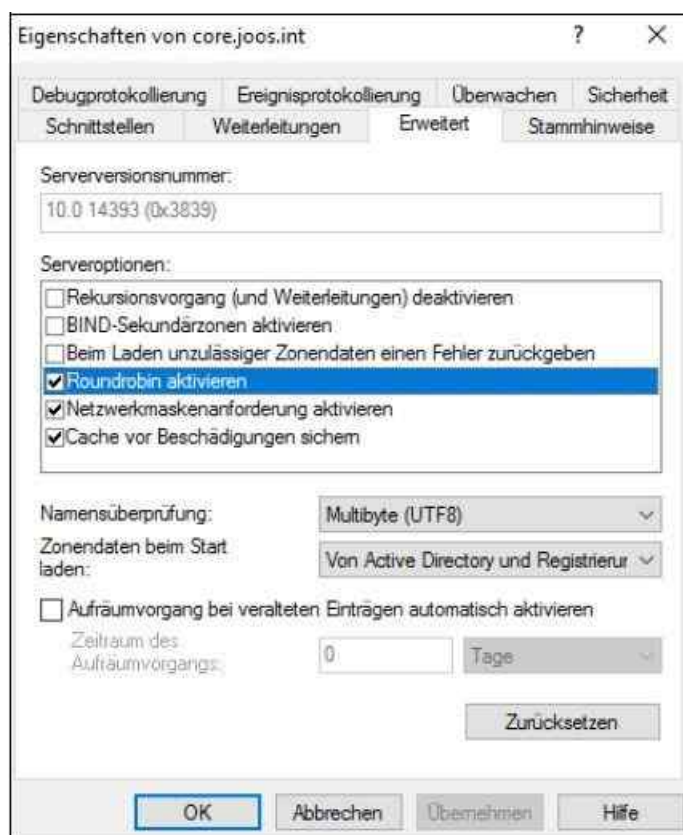 Eigenschaften von core.joos.int
Debugprotokollierung Ereignisprotokollierung Überwachen Sicherheit
Schnittstellen Weiterleitungen Erweitert Stammhinweise
Serverversionsnummer:
10.0 14393 (0x3839)
Serveroptionen:
Rekursionsvorgang (und Weiterleitungen) deaktivieren
BIND-Sekundärzonen aktivieren
Beim Laden unzulässiger Zonendaten einen Fehler zurückgeben
Roundrobin aktivieren
Netzwerkmaskenanforderung aktivieren
Cache vor Beschädigungen sichern
Namensüberprüfung: Multibyte (UTF8)
Zonendaten beim Start
laden: Von Active Directory und Registrierur
Aufräumvorgang bei veralteten Einträgen automatisch aktivieren
Zeitraum des
Aufräumvorgangs: 0 Tage
Zurücksetzen
OK Abbrechen Übernehmen Hilfe